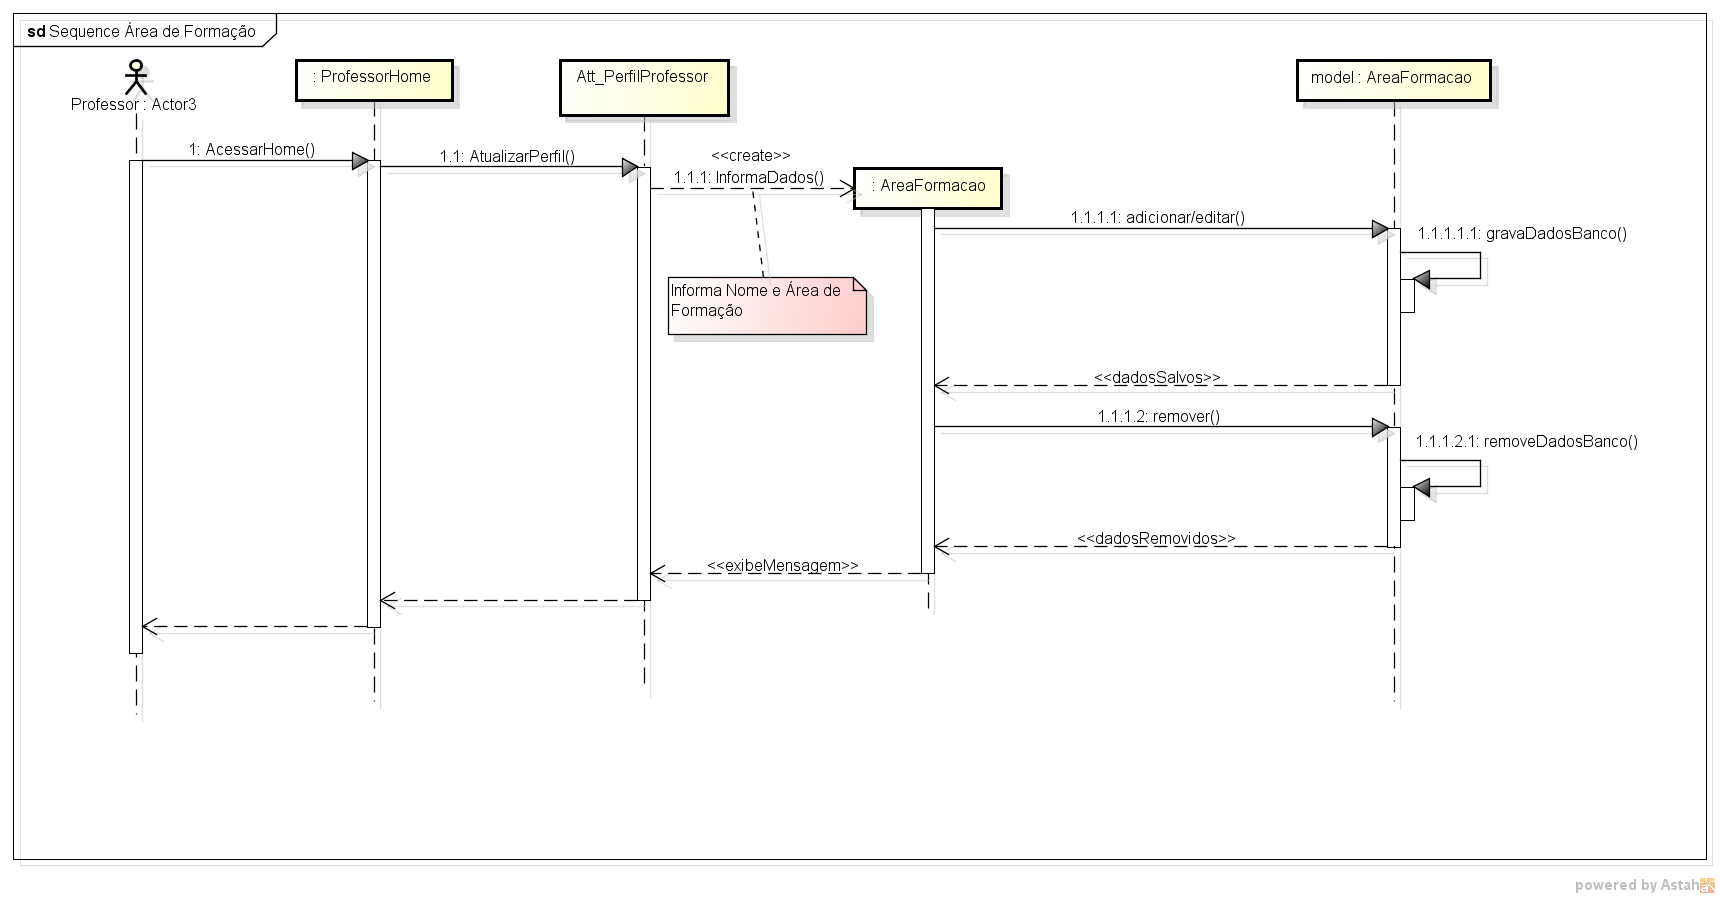 sd Sequence Área de Formação
Professor : Actor3
: ProfessorHome
Att_PerfilProfessor
model : AreaFormacao
1: AcessarHome()
1.1: AtualizarPerfil()
<<create>>
1.1.1: InformaDados()
: AreaFormacao
1.1.1.1: adicionar/editar()
1.1.1.1.1: gravaDadosBanco()
Informa Nome e Área de
Formação
<<dadosSalvos>>
1.1.1.2: remover()
1.1.1.2.1: removeDadosBanco()
<<dadosRemovidos>>
<<exibeMensagem>>
powered by Astah